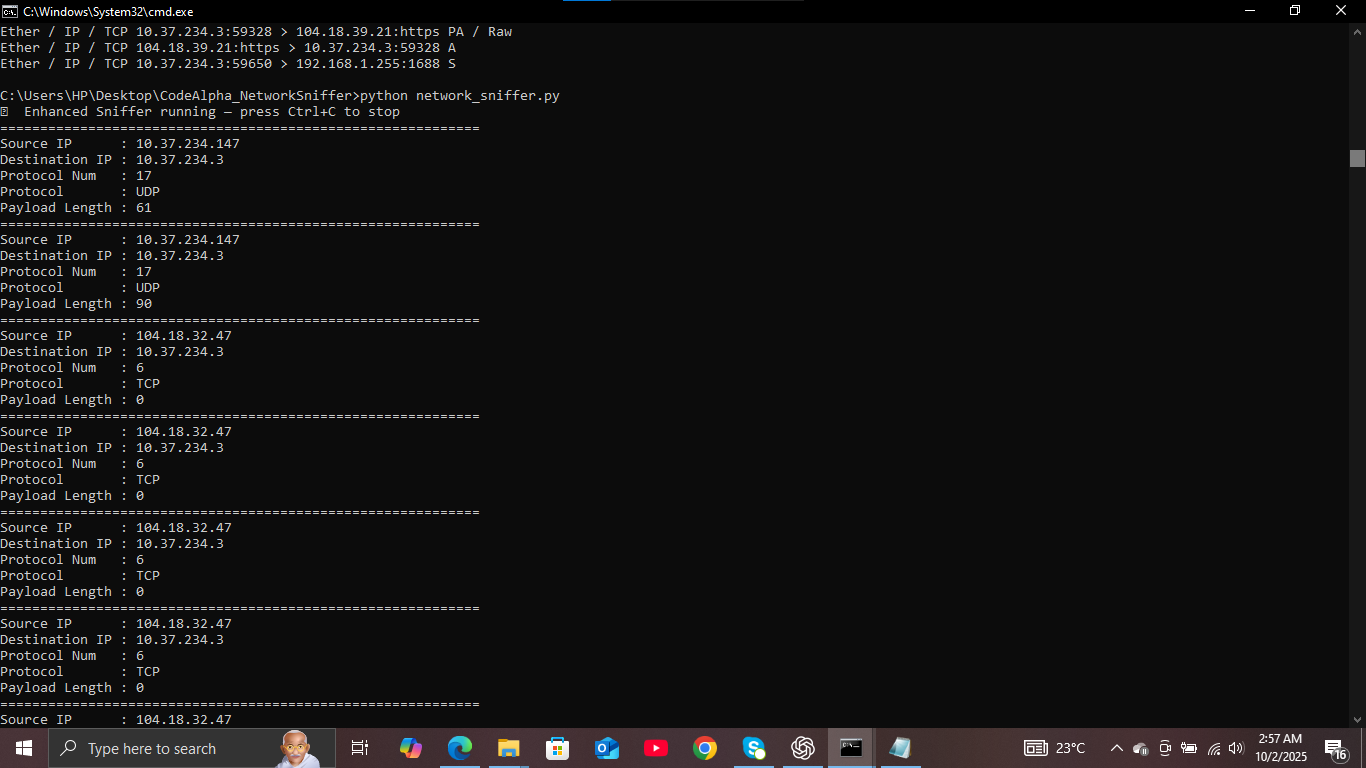 C:\Windows\System32\cmd.exe
Ether / IP / TCP 10.37.234.3:59328 > 104.18.39.21:https PA / Raw
Ether / IP / TCP 104.18.39.21:https > 10.37.234.3:59328 A
Ether / IP / TCP 10.37.234.3:59650 > 192.168.1.255:1688 S
C:\Users\HP\Desktop\CodeAlpha_NetworkSniffer>python network_sniffer.py
Enhanced Sniffer running — press Ctrl+C to stop
============================================================
Source IP      : 10.37.234.147
Destination IP : 10.37.234.3
Protocol Num   : 17
Protocol       : UDP
Payload Length : 61
============================================================
Source IP      : 10.37.234.147
Destination IP : 10.37.234.3
Protocol Num   : 17
Protocol       : UDP
Payload Length : 90
============================================================
Source IP      : 104.18.32.47
Destination IP : 10.37.234.3
Protocol Num   : 6
Protocol       : TCP
Payload Length : 0
============================================================
Source IP      : 104.18.32.47
Destination IP : 10.37.234.3
Protocol Num   : 6
Protocol       : TCP
Payload Length : 0
============================================================
Source IP      : 104.18.32.47
Destination IP : 10.37.234.3
Protocol Num   : 6
Protocol       : TCP
Payload Length : 0
============================================================
Source IP      : 104.18.32.47
Destination IP : 10.37.234.3
Protocol Num   : 6
Protocol       : TCP
Payload Length : 0
============================================================
Source IP      : 104.18.32.47
Type here to search
23°C
2:57 AM
10/2/2025
16